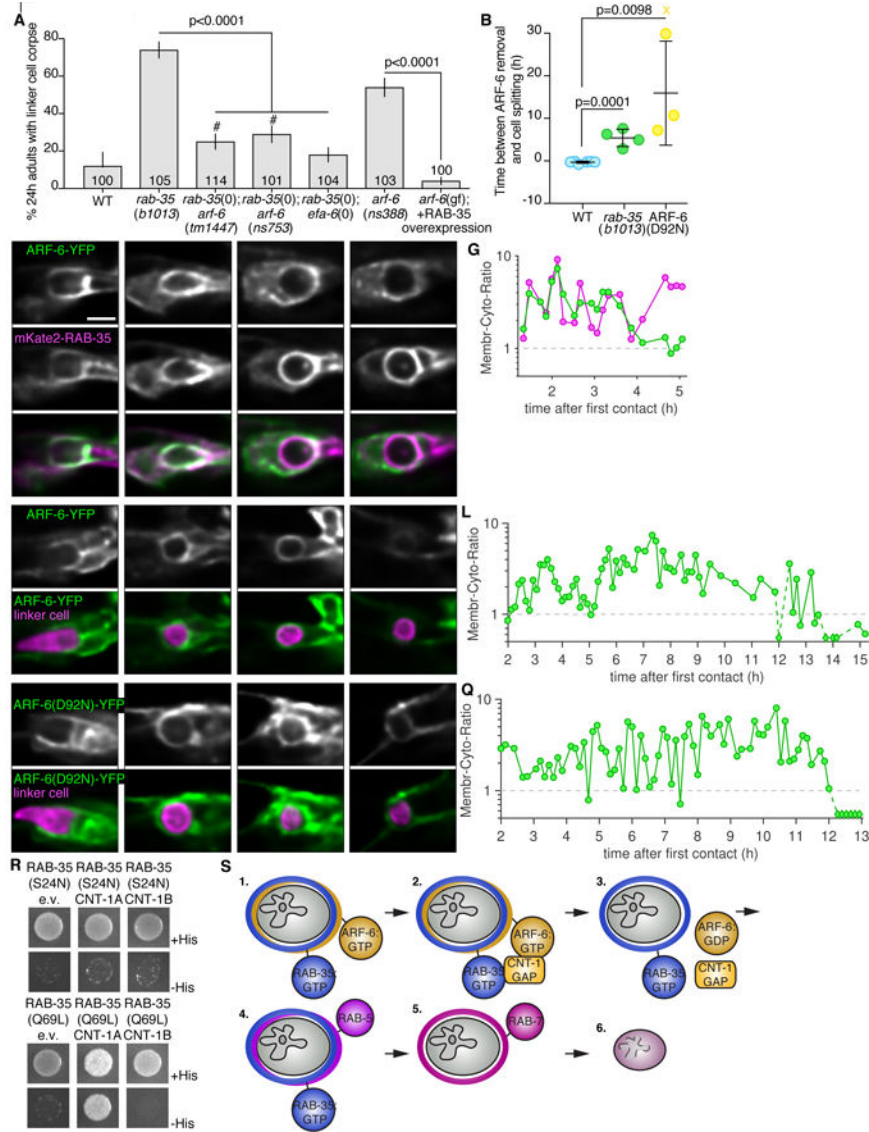 A
% 24h adults with linker cell corpse
80
60
40
20
0
p<0.0001
p<0.0001
#
#
100
105
114
101
104
103
100
WT
rab-35
(b1013)
rab-35(0);
arf-6
(tm1447)
rab-35(0);
arf-6
(ns753)
rab-35(0);
efa-6(0)
arf-6
(ns388)
arf-6(gf);
+RAB-35
overexpression
B
Time between ARF-6 removal
and cell splitting (h)
30
20
10
0
-10
p=0.0098
x
p=0.0001
WT
rab-35
(b1013)
ARF-6
(D92N)
ARF-6-YFP
mKate2-RAB-35
G
Membr-Cyto-Ratio
10
1
2
3
4
5
time after first contact (h)
ARF-6-YFP
ARF-6-YFP
linker cell
L
Membr-Cyto-Ratio
10
1
2 3 4 5 6 7 8 9 10 11 12 13 14 15
time after first contact (h)
ARF-6(D92N)-YFP
ARF-6(D92N)-YFP
linker cell
Q
Membr-Cyto-Ratio
10
1
2 3 4 5 6 7 8 9 10 11 12 13
time after first contact (h)
R
RAB-35 RAB-35 RAB-35
(S24N) (S24N) (S24N)
e.v. CNT-1A CNT-1B
+His
-His
RAB-35 RAB-35 RAB-35
(Q69L) (Q69L) (Q69L)
e.v. CNT-1A CNT-1B
+His
-His
S
1.
ARF-6:
GTP
RAB-35:
GTP
2.
ARF-6:
GTP
CNT-1
GAP
RAB-35:
GTP
3.
ARF-6:
GDP
RAB-35:
GTP
CNT-1
GAP
4.
RAB-5
RAB-35:
GTP
5.
RAB-7
6.